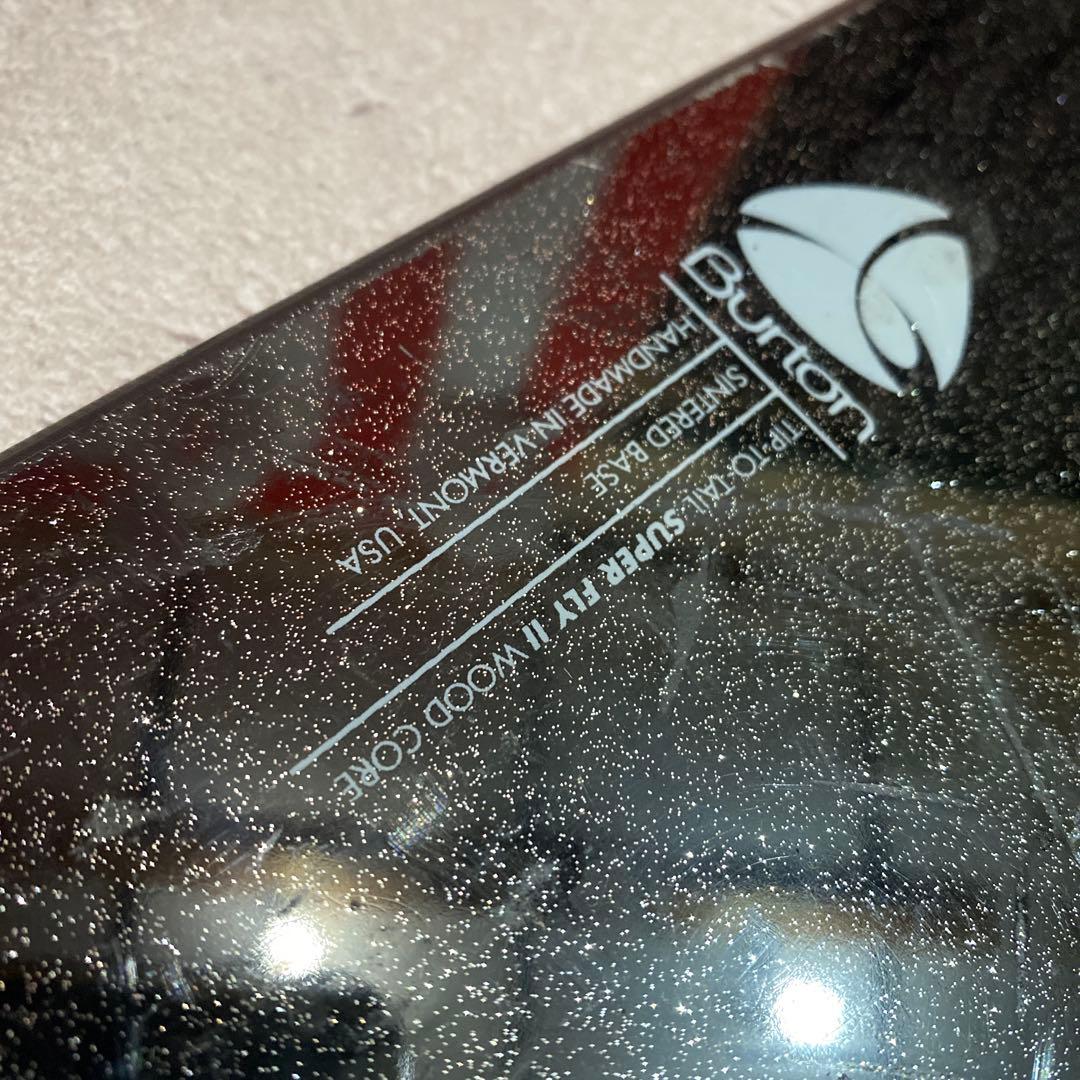 Burton
HANDMADE IN VERMONT, USA
SINTERED BASE
TIP-TO-TAIL SUPER FLY II WOOD CORE